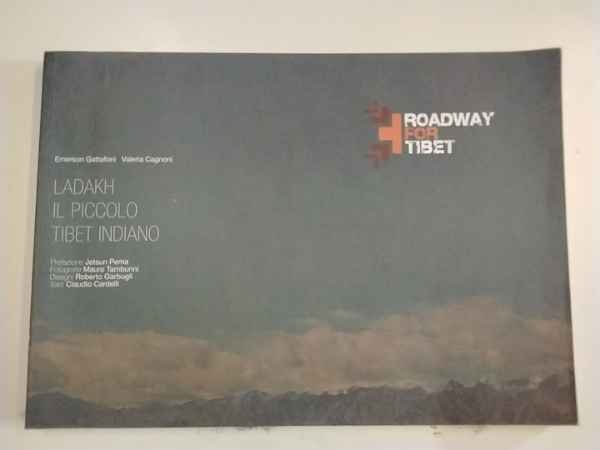 ROADWAY
FOR
TIBET
Emerson Gattafoni Valeria Cagnoni
LADAKH
IL PICCOLO
TIBET INDIANO
Prefazione Jetsun Pema
Fotografie Mauro Tamburini
Disegni Roberto Garbugli
Testi Claudio Cardelli